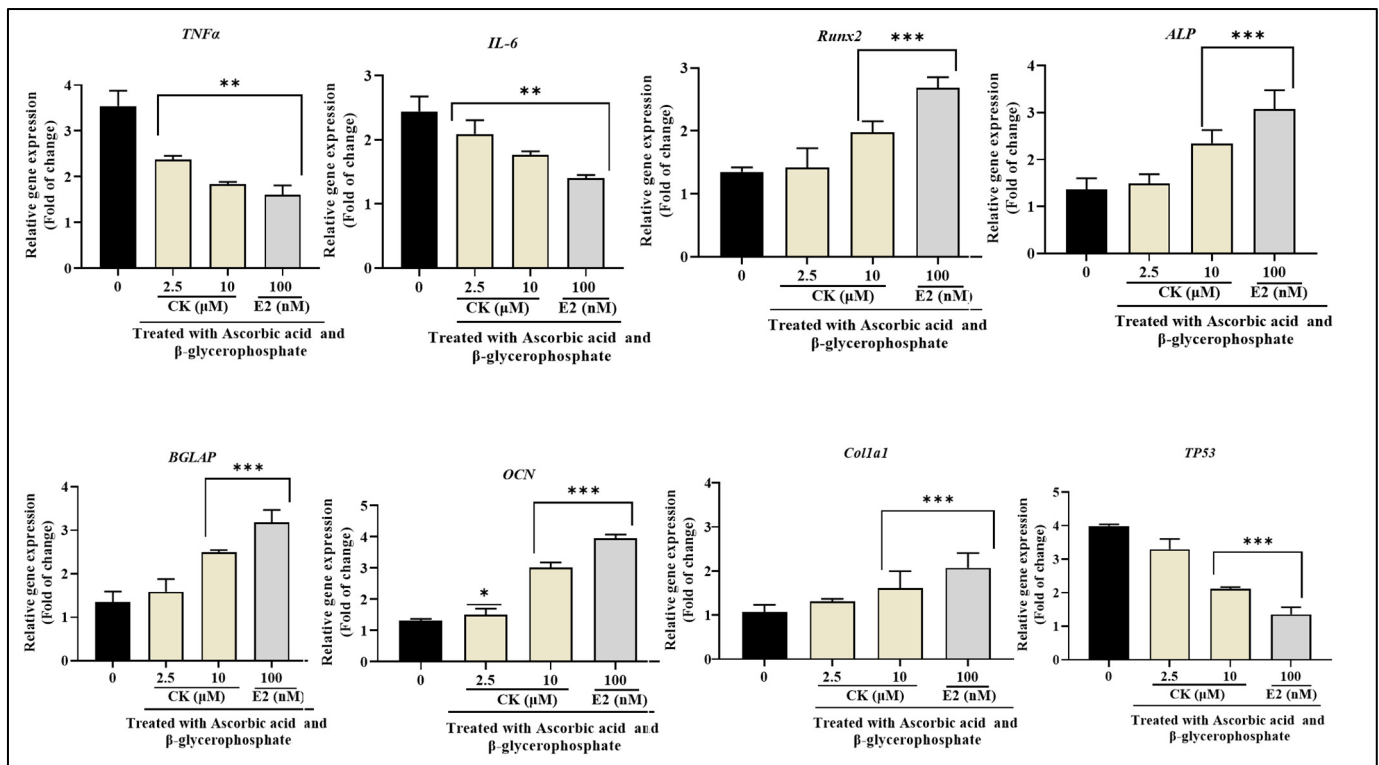 TNFα
**
Relative gene expression
(Fold of change)
4
3
2
1
0
0
2.5
10
100
CK (μM)
E2 (nM)
Treated with Ascorbic acid and
β-glycerophosphate
IL-6
**
Relative gene expression
(Fold of change)
3
2
1
0
0
2.5
10
100
CK (μM)
E2 (nM)
Treated with Ascorbic acid and
β-glycerophosphate
Runx2
***
Relative gene expression
(Fold of change)
3
2
1
0
0
2.5
10
100
CK (μM)
E2 (nM)
Treated with Ascorbic acid and
β-glycerophosphate
ALP
***
Relative gene expression
(Fold of change)
4
3
2
1
0
0
2.5
10
100
CK (μM)
E2 (nM)
Treated with Ascorbic acid and
β-glycerophosphate
BGLAP
***
Relative gene expression
(Fold of change)
4
3
2
1
0
0
2.5
10
100
CK (μM)
E2 (nM)
Treated with Ascorbic acid and
β-glycerophosphate
OCN
***
*
Relative gene expression
(Fold of change)
5
4
3
2
1
0
0
2.5
10
100
CK (μM)
E2 (nM)
Treated with Ascorbic acid and
β-glycerophosphate
Col1a1
***
Relative gene expression
(Fold of change)
4
3
2
1
0
0
2.5
10
100
CK (μM)
E2 (nM)
Treated with Ascorbic acid and
β-glycerophosphate
TP53
***
Relative gene expression
(Fold of change)
5
4
3
2
1
0
0
2.5
10
100
CK (μM)
E2 (nM)
Treated with Ascorbic acid and
β-glycerophosphate